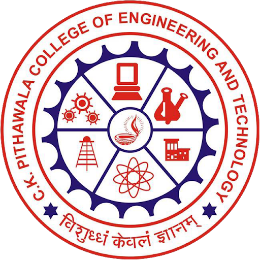 C.K. PITHAWALA COLLEGE OF ENGINEERING AND TECHNOLOGY
विशुध्धं केवलं ज्ञानम्